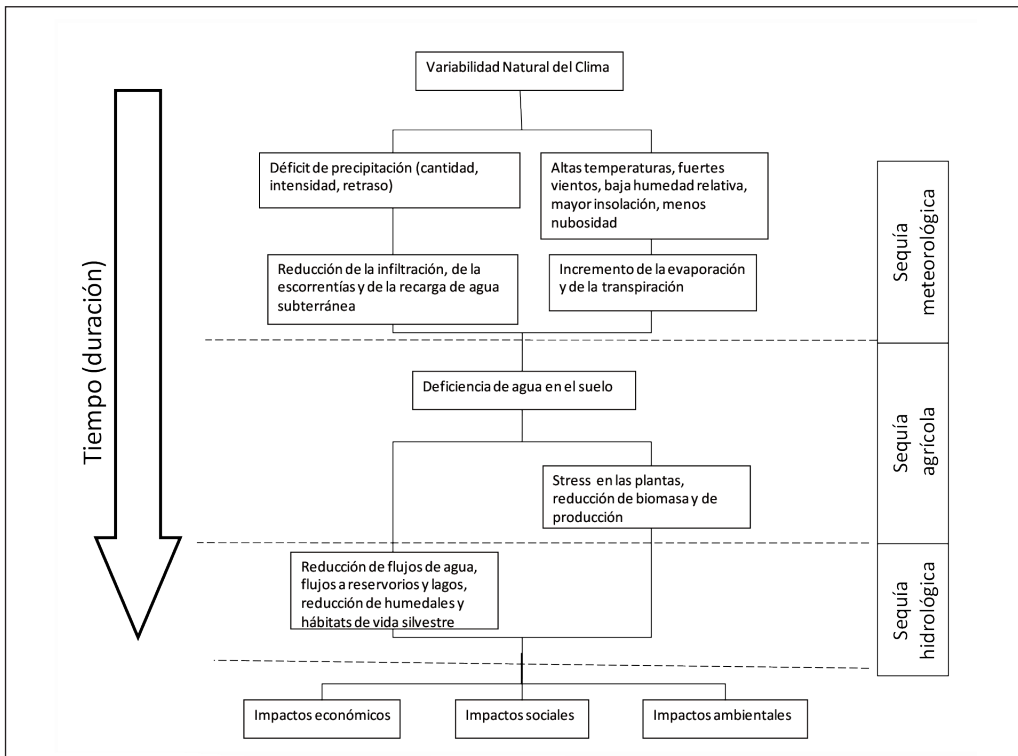 Variabilidad Natural del Clima
Déficit de precipitación (cantidad,
intensidad, retraso)
Altas temperaturas, fuertes
vientos, baja humedad relativa,
mayor insolación, menos
nubosidad
Reducción de la infiltración, de la
escorrentías y de la recarga de agua
subterránea
Incremento de la evaporación
y de la transpiración
Sequía
meteorológica
Tiempo (duración)
Deficiencia de agua en el suelo
Stress en las plantas,
reducción de biomasa y de
producción
Sequía
agrícola
Reducción de flujos de agua,
flujos a reservorios y lagos,
reducción de humedales y
hábitats de vida silvestre
Sequía
hidrológica
Impactos económicos
Impactos sociales
Impactos ambientales